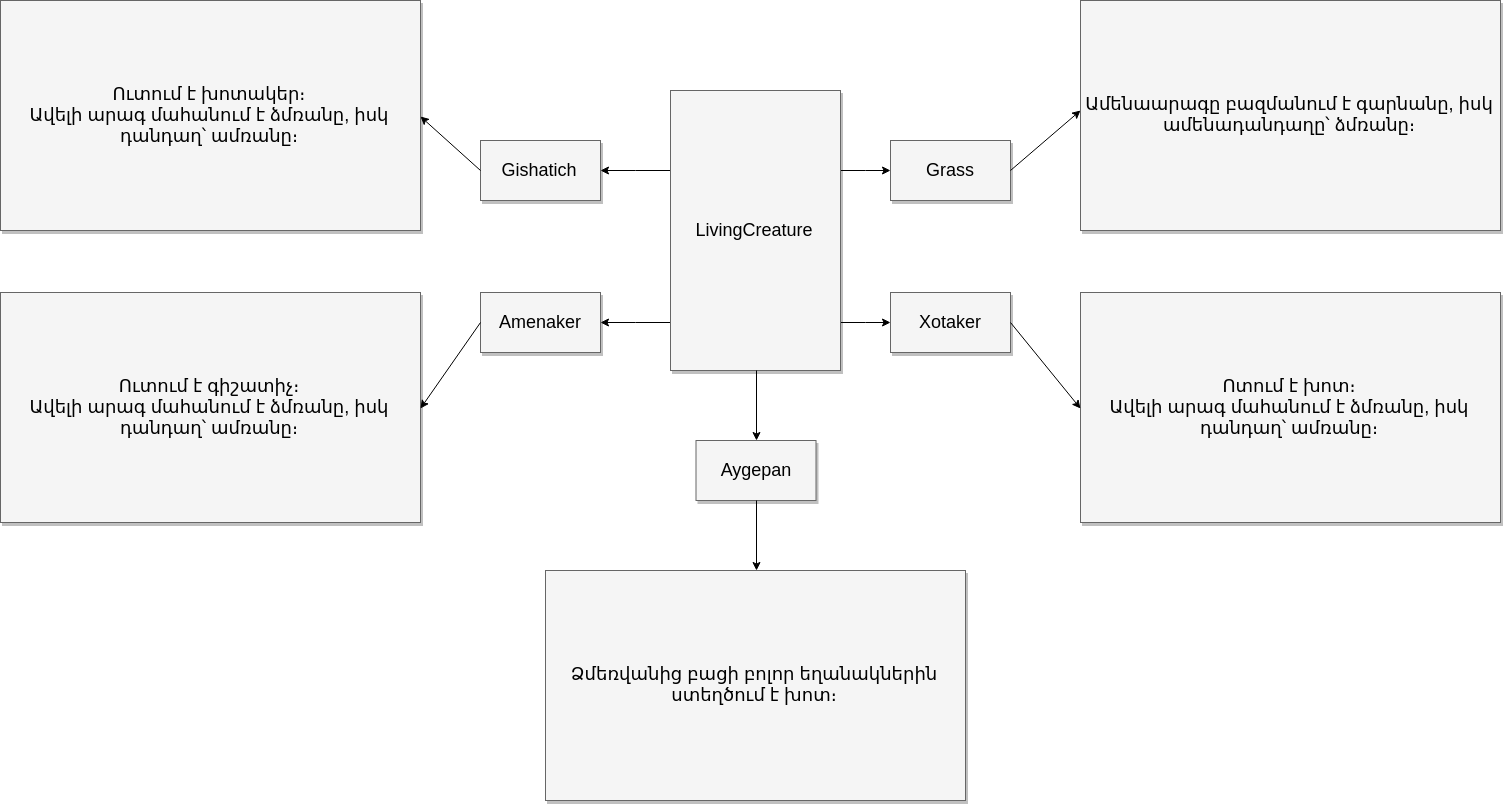 Ուտում է խոտակեր։
Ավելի արագ մահանում է ձմռանը, իսկ
դանդաղ՝ ամռանը։
Gishatich
LivingCreature
Grass
Ամենաարագը բազմանում է գարնանը, իսկ
ամենադանդաղը՝ ձմռանը։
Ուտում է գիշատիչ։
Ավելի արագ մահանում է ձմռանը, իսկ
դանդաղ՝ ամռանը։
Amenaker
Xotaker
Ոտում է խոտ։
Ավելի արագ մահանում է ձմռանը, իսկ
դանդաղ՝ ամռանը։
Aygepan
Ձմեռվանից բացի բոլոր եղանակներին
ստեղծում է խոտ։